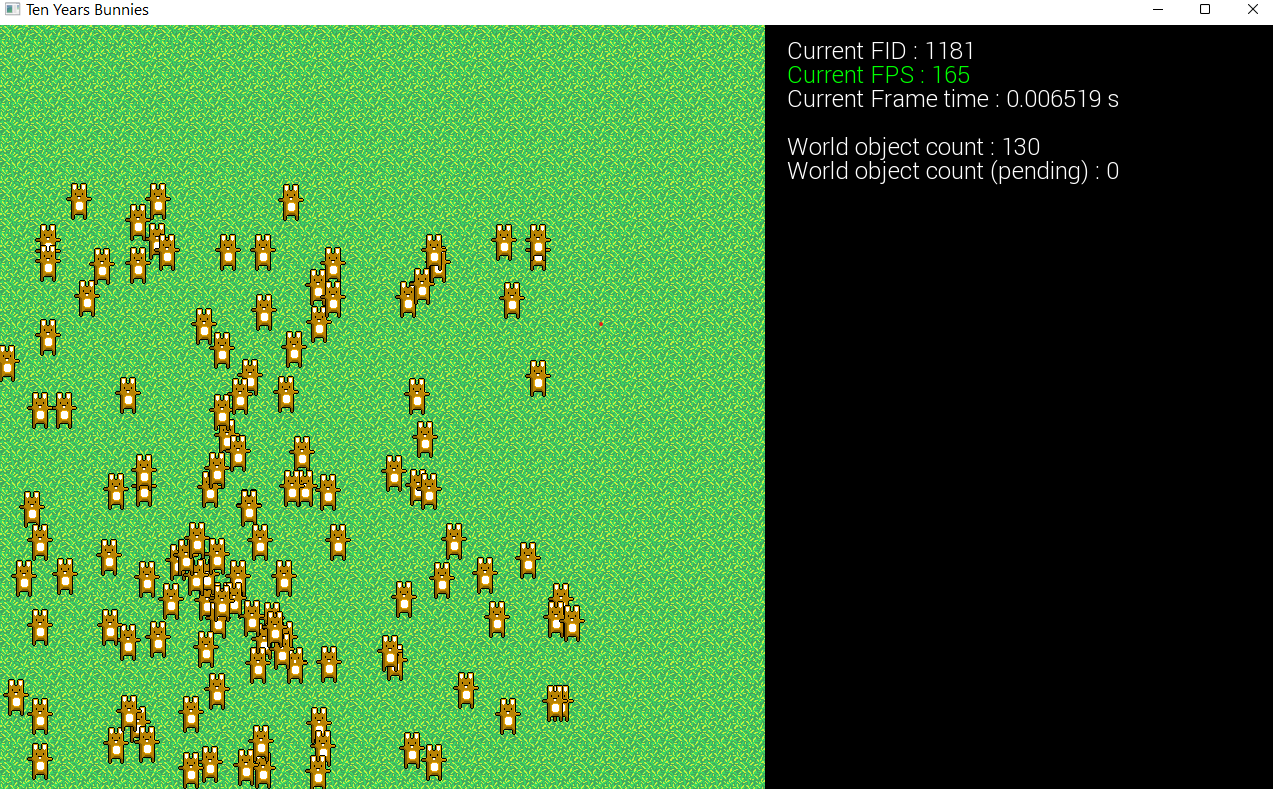 Ten Years Bunnies
Current FID : 1181
Current FPS : 165
Current Frame time : 0.006519 s
World object count : 130
World object count (pending) : 0